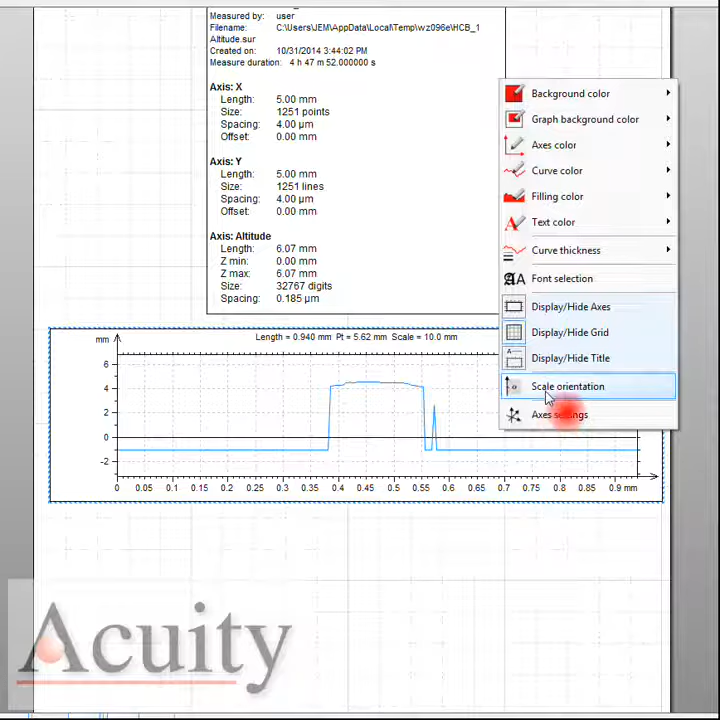 Measured by: user
Filename: C:\Users\JEM\AppData\Local\Temp\wz096e\HCB_1
Altitude.sur
Created on: 10/31/2014 3:44:02 PM
Measure duration: 4 h 47 m 52.000000 s
Axis: X
Length: 5.00 mm
Size: 1251 points
Spacing: 4.00 µm
Offset: 0.00 mm
Axis: Y
Length: 5.00 mm
Size: 1251 lines
Spacing: 4.00 µm
Offset: 0.00 mm
Axis: Altitude
Length: 6.07 mm
Z min: 0.00 mm
Z max: 6.07 mm
Size: 32767 digits
Spacing: 0.185 µm
Background color
Graph background color
Axes color
Curve color
Filling color
Text color
Curve thickness
Font selection
Display/Hide Axes
Display/Hide Grid
Display/Hide Title
Scale orientation
Axes settings
mm
Length = 0.940 mm Pt = 5.62 mm Scale = 10.0 mm
6
4
2
0
-2
0 0.05 0.1 0.15 0.2 0.25 0.3 0.35 0.4 0.45 0.5 0.55 0.6 0.65 0.7 0.75 0.8 0.85 0.9 mm
Acuity